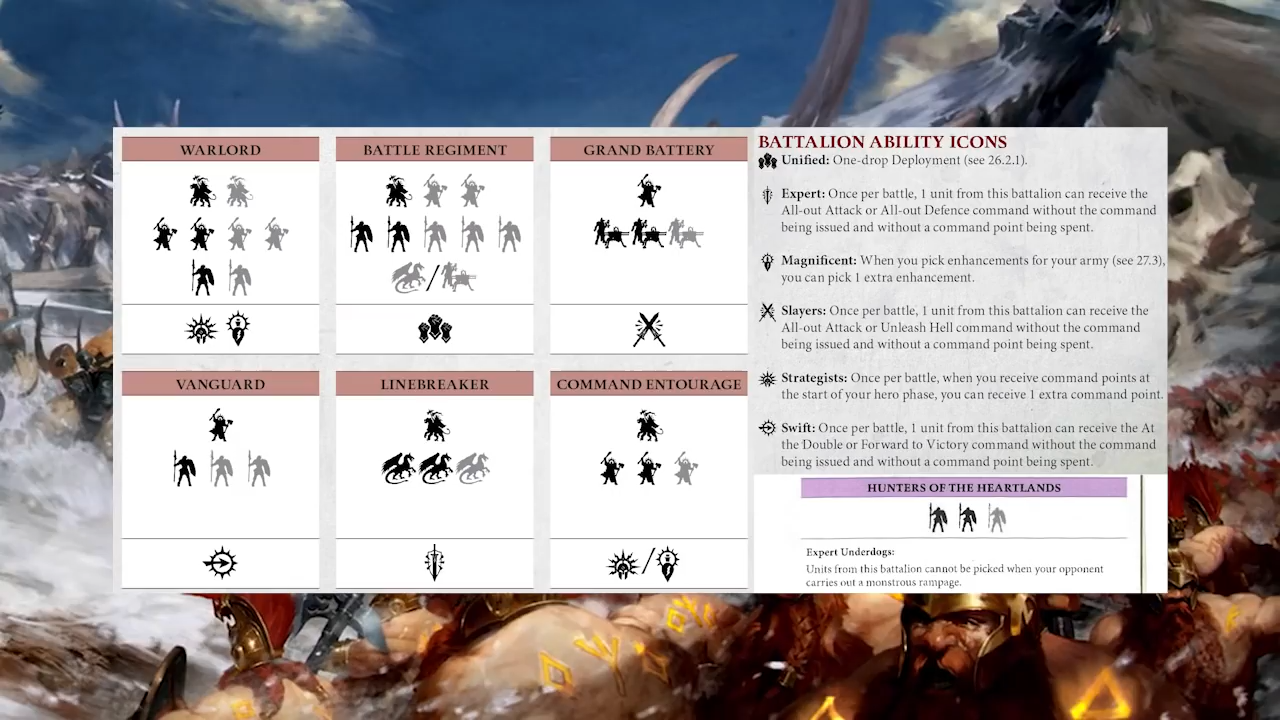 WARLORD
BATTLE REGIMENT
GRAND BATTERY
VANGUARD
LINEBREAKER
COMMAND ENTOURAGE
BATTALION ABILITY ICONS
Unified: One-drop Deployment (see 26.2.1).
Expert: Once per battle, 1 unit from this battalion can receive the
All-out Attack or All-out Defence command without the command
being issued and without a command point being spent.
Magnificent: When you pick enhancements for your army (see 27.3),
you can pick 1 extra enhancement.
Slayers: Once per battle, 1 unit from this battalion can receive the
All-out Attack or Unleash Hell command without the command
being issued and without a command point being spent.
Strategists: Once per battle, when you receive command points at
the start of your hero phase, you can receive 1 extra command point.
Swift: Once per battle, 1 unit from this battalion can receive the At
the Double or Forward to Victory command without the command
being issued and without a command point being spent.
HUNTERS OF THE HEARTLANDS
Expert Underdogs:
Units from this battalion cannot be picked when your opponent
carries out a monstrous rampage.